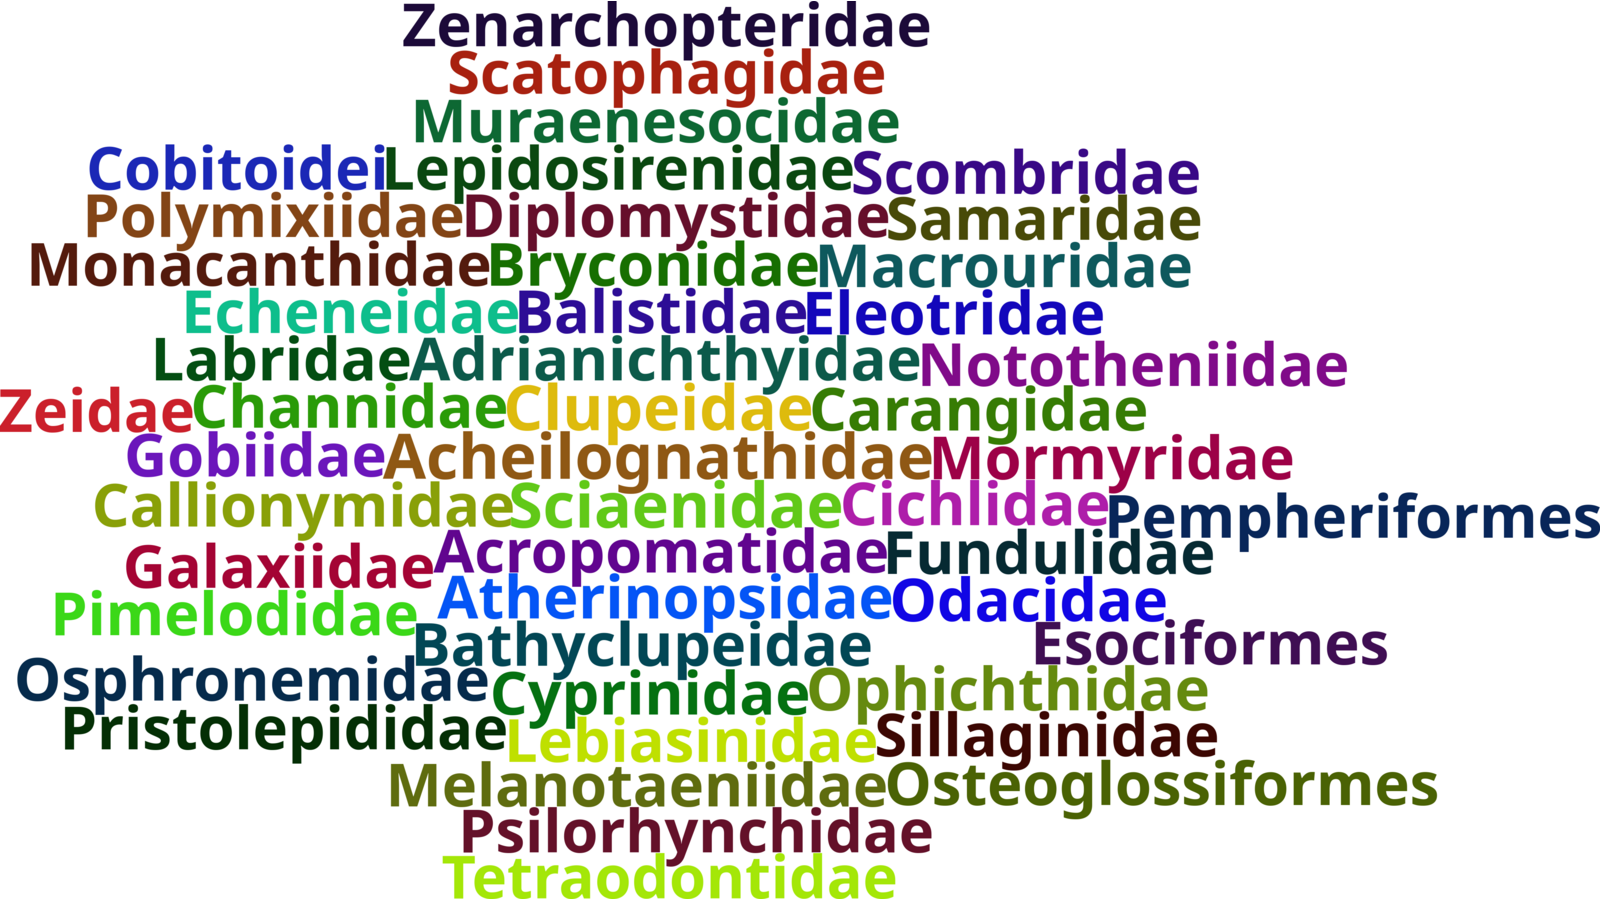 Zenarchopteridae
Scatophagidae
Muraenesocidae
Cobitoidei Lepidosirenidae Scombridae
Polymixiidae Diplomystidae Samaridae
Monacanthidae Bryconidae Macrouridae
Echeneidae Balistidae Eleotridae
Labridae Adrianichthyidae Nototheniidae
Zeidae Channidae Clupeidae Carangidae
Gobiidae Acheilognathidae Mormyridae
Callionymidae Sciaenidae Cichlidae Pempheriformes
Galaxiidae Acropomatidae Fundulidae
Pimelodidae Atherinopsidae Odacidae
Bathyclupeidae Esociformes
Osphronemidae Cyprinidae Ophichthidae
Pristolepididae Lebiasinidae Sillaginidae
Melanotaeniidae Osteoglossiformes
Psilorhynchidae
Tetraodontidae